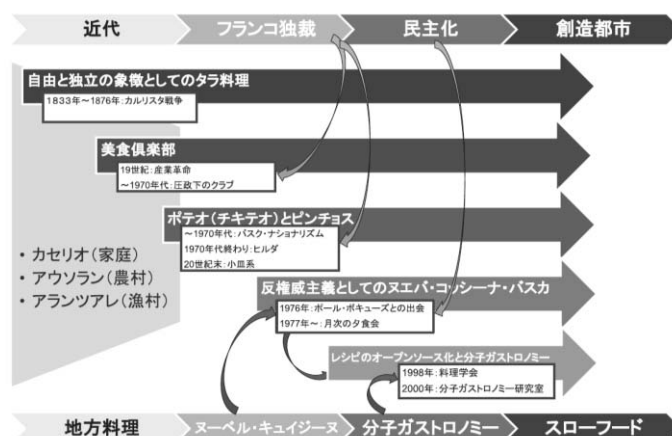 近代
フランコ独裁
民主化
創造都市
自由と独立の象徴としてのタラ料理
1833年～1876年:カルリスタ戦争
美食倶楽部
19世紀:産業革命
～1970年代:圧政下のクラブ
ポテオ(チキテオ)とピンチョス
～1970年代:バスク・ナショナリズム
1970年代終わり:ヒルダ
20世紀末:小皿系
・カセリオ(家庭)
・アウソラン(農村)
・アランツアレ(漁村)
反権威主義としてのヌエバ・コッシーナ・バスカ
1976年:ポール・ボキューズとの出会
1977年～:月次の夕食会
レシピのオープンソース化と分子ガストロノミー
1998年:料理学会
2000年:分子ガストロノミー研究室
地方料理
ヌーベル・キュイジーヌ
分子ガストロノミー
スローフード